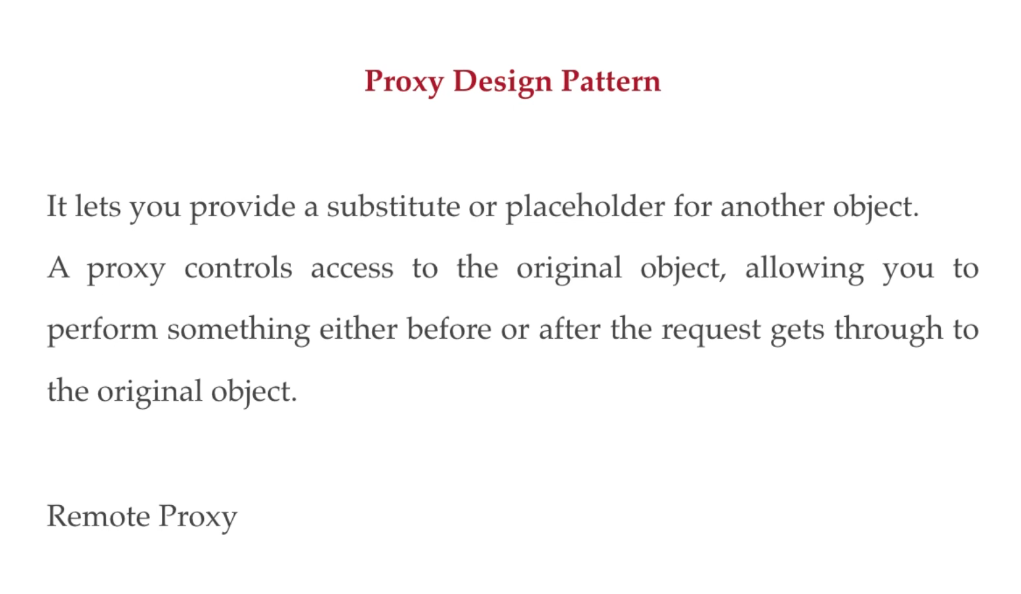 Proxy Design Pattern
It lets you provide a substitute or placeholder for another object.
A proxy controls access to the original object, allowing you to
perform something either before or after the request gets through to
the original object.
Remote Proxy